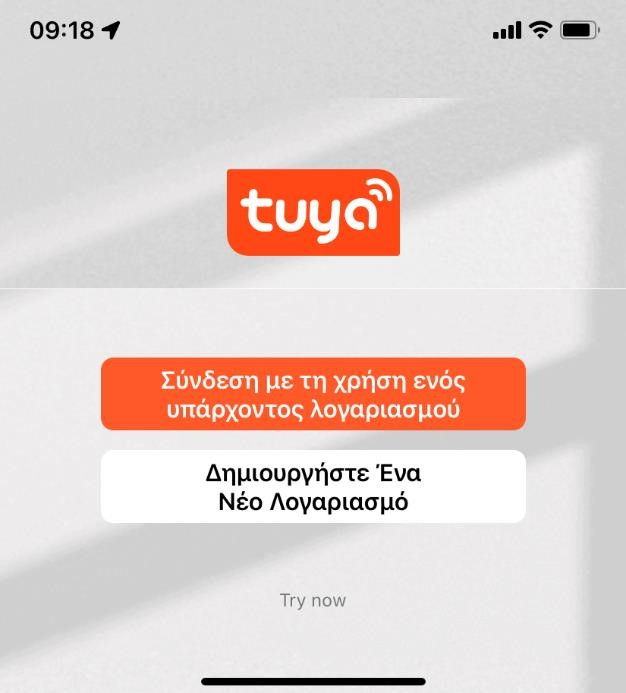 09:18
tuya
Σύνδεση με τη χρήση ενός
υπάρχοντος λογαριασμού
Δημιουργήστε Ένα
Νέο Λογαριασμό
Try now